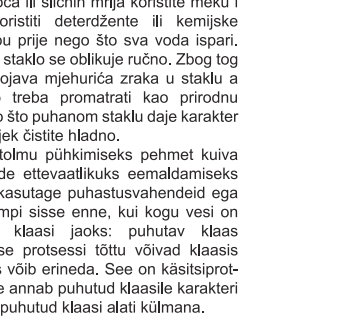 oca ili sličnih mrlja koristite meku i
oristiti deterdžente ili kemijske
bu prije nego što sva voda ispari.
staklo se oblikuje ručno. Zbog tog
ojava mjehurića zraka u staklu a
o treba promatrati kao prirodnu
o što puhanom staklu daje karakter
jek čistite hladno.
tolmu pühkimiseks pehmet kuiva
de ettevaatlikuks eemaldamiseks
kasutage puhastusvahendeid ega
mpi sisse enne, kui kogu vesi on
klaasi jaoks: puhutav klaas
se protsessi tõttu võivad klaasis
s võib erineda. See on käsitsiprot-
e annab puhutud klaasile karakteri
puhutud klaasi alati külmana.